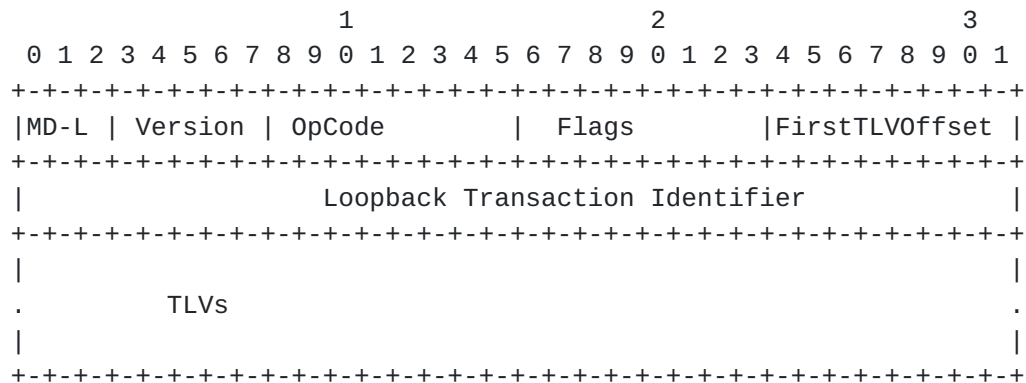 1                   2                   3
 0 1 2 3 4 5 6 7 8 9 0 1 2 3 4 5 6 7 8 9 0 1 2 3 4 5 6 7 8 9 0 1
+-+-+-+-+-+-+-+-+-+-+-+-+-+-+-+-+-+-+-+-+-+-+-+-+-+-+-+-+-+-+-+-+
|MD-L | Version | OpCode        |  Flags        |FirstTLVOffset |
+-+-+-+-+-+-+-+-+-+-+-+-+-+-+-+-+-+-+-+-+-+-+-+-+-+-+-+-+-+-+-+-+
|                   Loopback Transaction Identifier             |
+-+-+-+-+-+-+-+-+-+-+-+-+-+-+-+-+-+-+-+-+-+-+-+-+-+-+-+-+-+-+-+-+
|                                                               |
.         TLVs                                                  .
|                                                               |
+-+-+-+-+-+-+-+-+-+-+-+-+-+-+-+-+-+-+-+-+-+-+-+-+-+-+-+-+-+-+-+-+